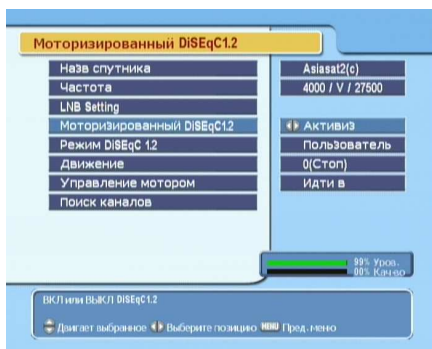 Моторизированный DiSEqC1.2
Назв спутника Asiasat2(c)
Частота 4000 / V / 27500
LNB Setting
Моторизированный DiSEqC1.2 Активиз
Режим DiSEqC 1.2 Пользователь
Движение 0(Стоп)
Управление мотором Идти в
Поиск каналов
99% Уров.
00% Кач-во
ВКЛ или ВЫКЛ DISEqC1.2
Двигает выбранное Выберите позицию MENU Пред. меню